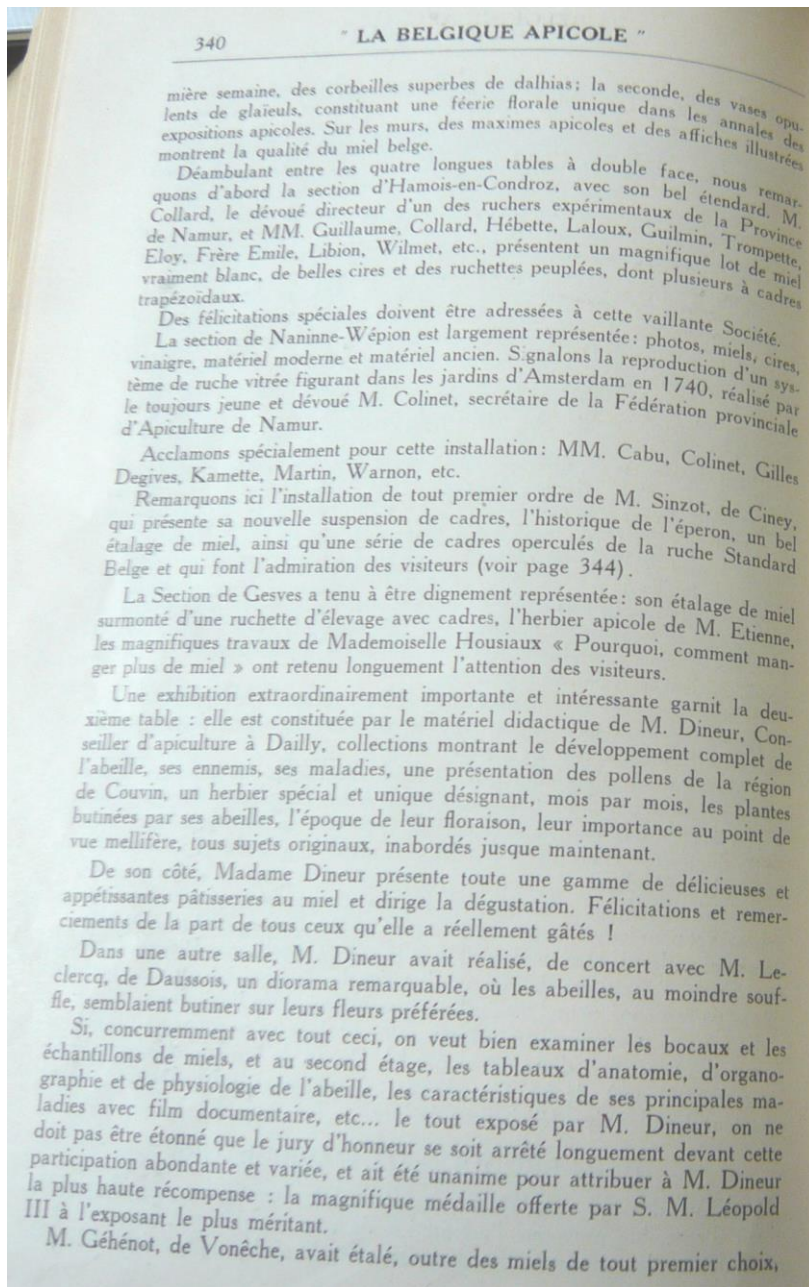 340 " LA BELGIQUE APICOLE "
mière semaine, des corbeilles superbes de dalhias; la seconde, des vases opu-
lents de glaïeuls, constituant une féerie florale unique dans les annales des
expositions apicoles. Sur les murs, des maximes apicoles et des affiches illustrées
montrent la qualité du miel belge.
Déambulant entre les quatre longues tables à double face, nous remar-
quons d'abord la section d'Hamois-en-Condroz, avec son bel étendard. M.
Collard, le dévoué directeur d'un des ruchers expérimentaux de la Province
de Namur, et MM. Guillaume, Collard, Hébette, Laloux, Guilmin, Trompette,
Eloy, Frère Emile, Libion, Wilmet, etc., présentent un magnifique lot de miel
vraiment blanc, de belles cires et des ruchettes peuplées, dont plusieurs à cadres
trapézoïdaux.
Des félicitations spéciales doivent être adressées à cette vaillante Société.
La section de Naninne-Wépion est largement représentée: photos, miels, cires,
vinaigre, matériel moderne et matériel ancien. S gnalons la reproduction d'un sys-
tème de ruche vitrée figurant dans les jardins d'Amsterdam en 1740, réalisé par
le toujours jeune et dévoué M. Colinet, secrétaire de la Fédération provinciale
d'Apiculture de Namur.
Acclamons spécialement pour cette installation: MM. Cabu, Colinet, Gilles
Degives, Kamette, Martin, Warnon, etc.
Remarquons ici l'installation de tout premier ordre de M. Sinzot, de Ciney,
qui présente sa nouvelle suspension de cadres, l'historique de l'éperon, un bel
étalage de miel, ainsi qu'une série de cadres operculés de la ruche Standard
Belge et qui font l'admiration des visiteurs (voir page 344).
La Section de Gesves a tenu à être dignement représentée: son étalage de miel
surmonté d'une ruchette d'élevage avec cadres, l'herbier apicole de M. Etienne,
les magnifiques travaux de Mademoiselle Housiaux « Pourquoi, comment man-
ger plus de miel » ont retenu longuement l'attention des visiteurs.
Une exhibition extraordinairement importante et intéressante garnit la deu-
xième table : elle est constituée par le matériel didactique de M. Dineur, Con-
seiller d'apiculture à Dailly, collections montrant le développement complet de
l'abeille, ses ennemis, ses maladies, une présentation des pollens de la région
de Couvin, un herbier spécial et unique désignant, mois par mois, les plantes
butinées par ses abeilles, l'époque de leur floraison, leur importance au point de
vue mellifère, tous sujets originaux, inabordés jusque maintenant.
De son côté, Madame Dineur présente toute une gamme de délicieuses et
appétissantes pâtisseries au miel et dirige la dégustation. Félicitations et remer-
ciements de la part de tous ceux qu'elle a réellement gâtés !
Dans une autre salle, M. Dineur avait réalisé, de concert avec M. Le-
clercq, de Daussois, un diorama remarquable, où les abeilles, au moindre souf-
fle, semblaient butiner sur leurs fleurs préférées.
Si, concurremment avec tout ceci, on veut bien examiner les bocaux et les
échantillons de miels, et au second étage, les tableaux d'anatomie, d'organo-
graphie et de physiologie de l'abeille, les caractéristiques de ses principales ma-
ladies avec film documentaire, etc... le tout exposé par M. Dineur, on ne
doit pas être étonné que le jury d'honneur se soit arrêté longuement devant cette
participation abondante et variée, et ait été unanime pour attribuer à M. Dineur
la plus haute récompense : la magnifique médaille offerte par S. M. Léopold
III à l'exposant le plus méritant.
M. Géhénot, de Vonêche, avait étalé, outre des miels de tout premier choix,